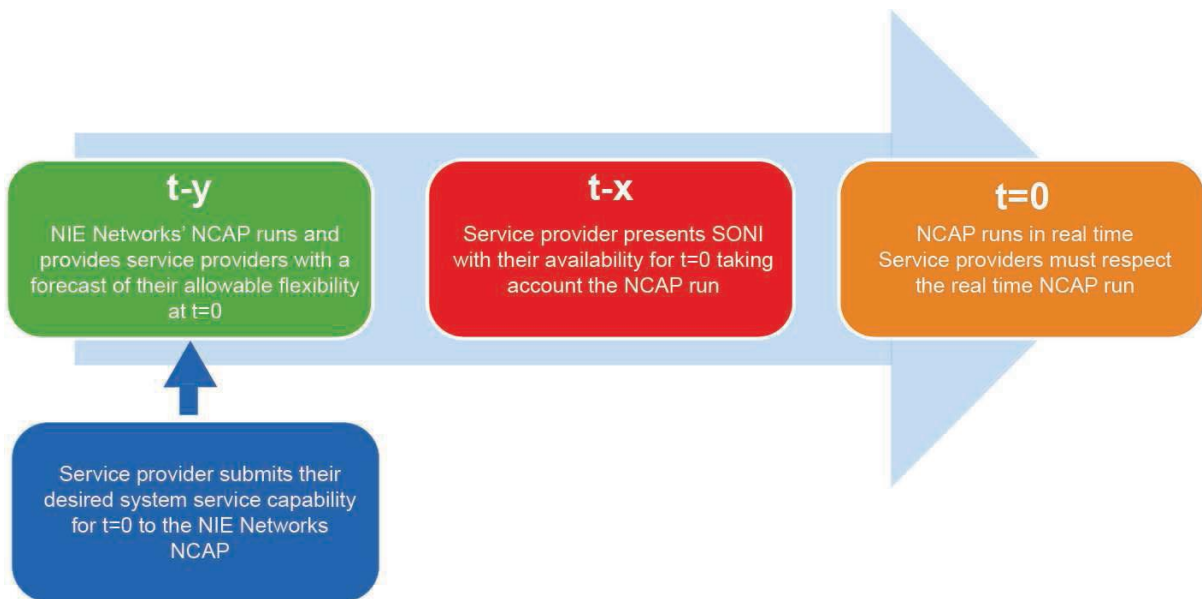 t-y
NIE Networks' NCAP runs and
provides service providers with a
forecast of their allowable flexibility
at t=0
t-x
Service provider presents SONI
with their availability for t=0 taking
account the NCAP run
t=0
NCAP runs in real time
Service providers must respect
the real time NCAP run
Service provider submits their
desired system service capability
for t=0 to the NIE Networks
NCAP